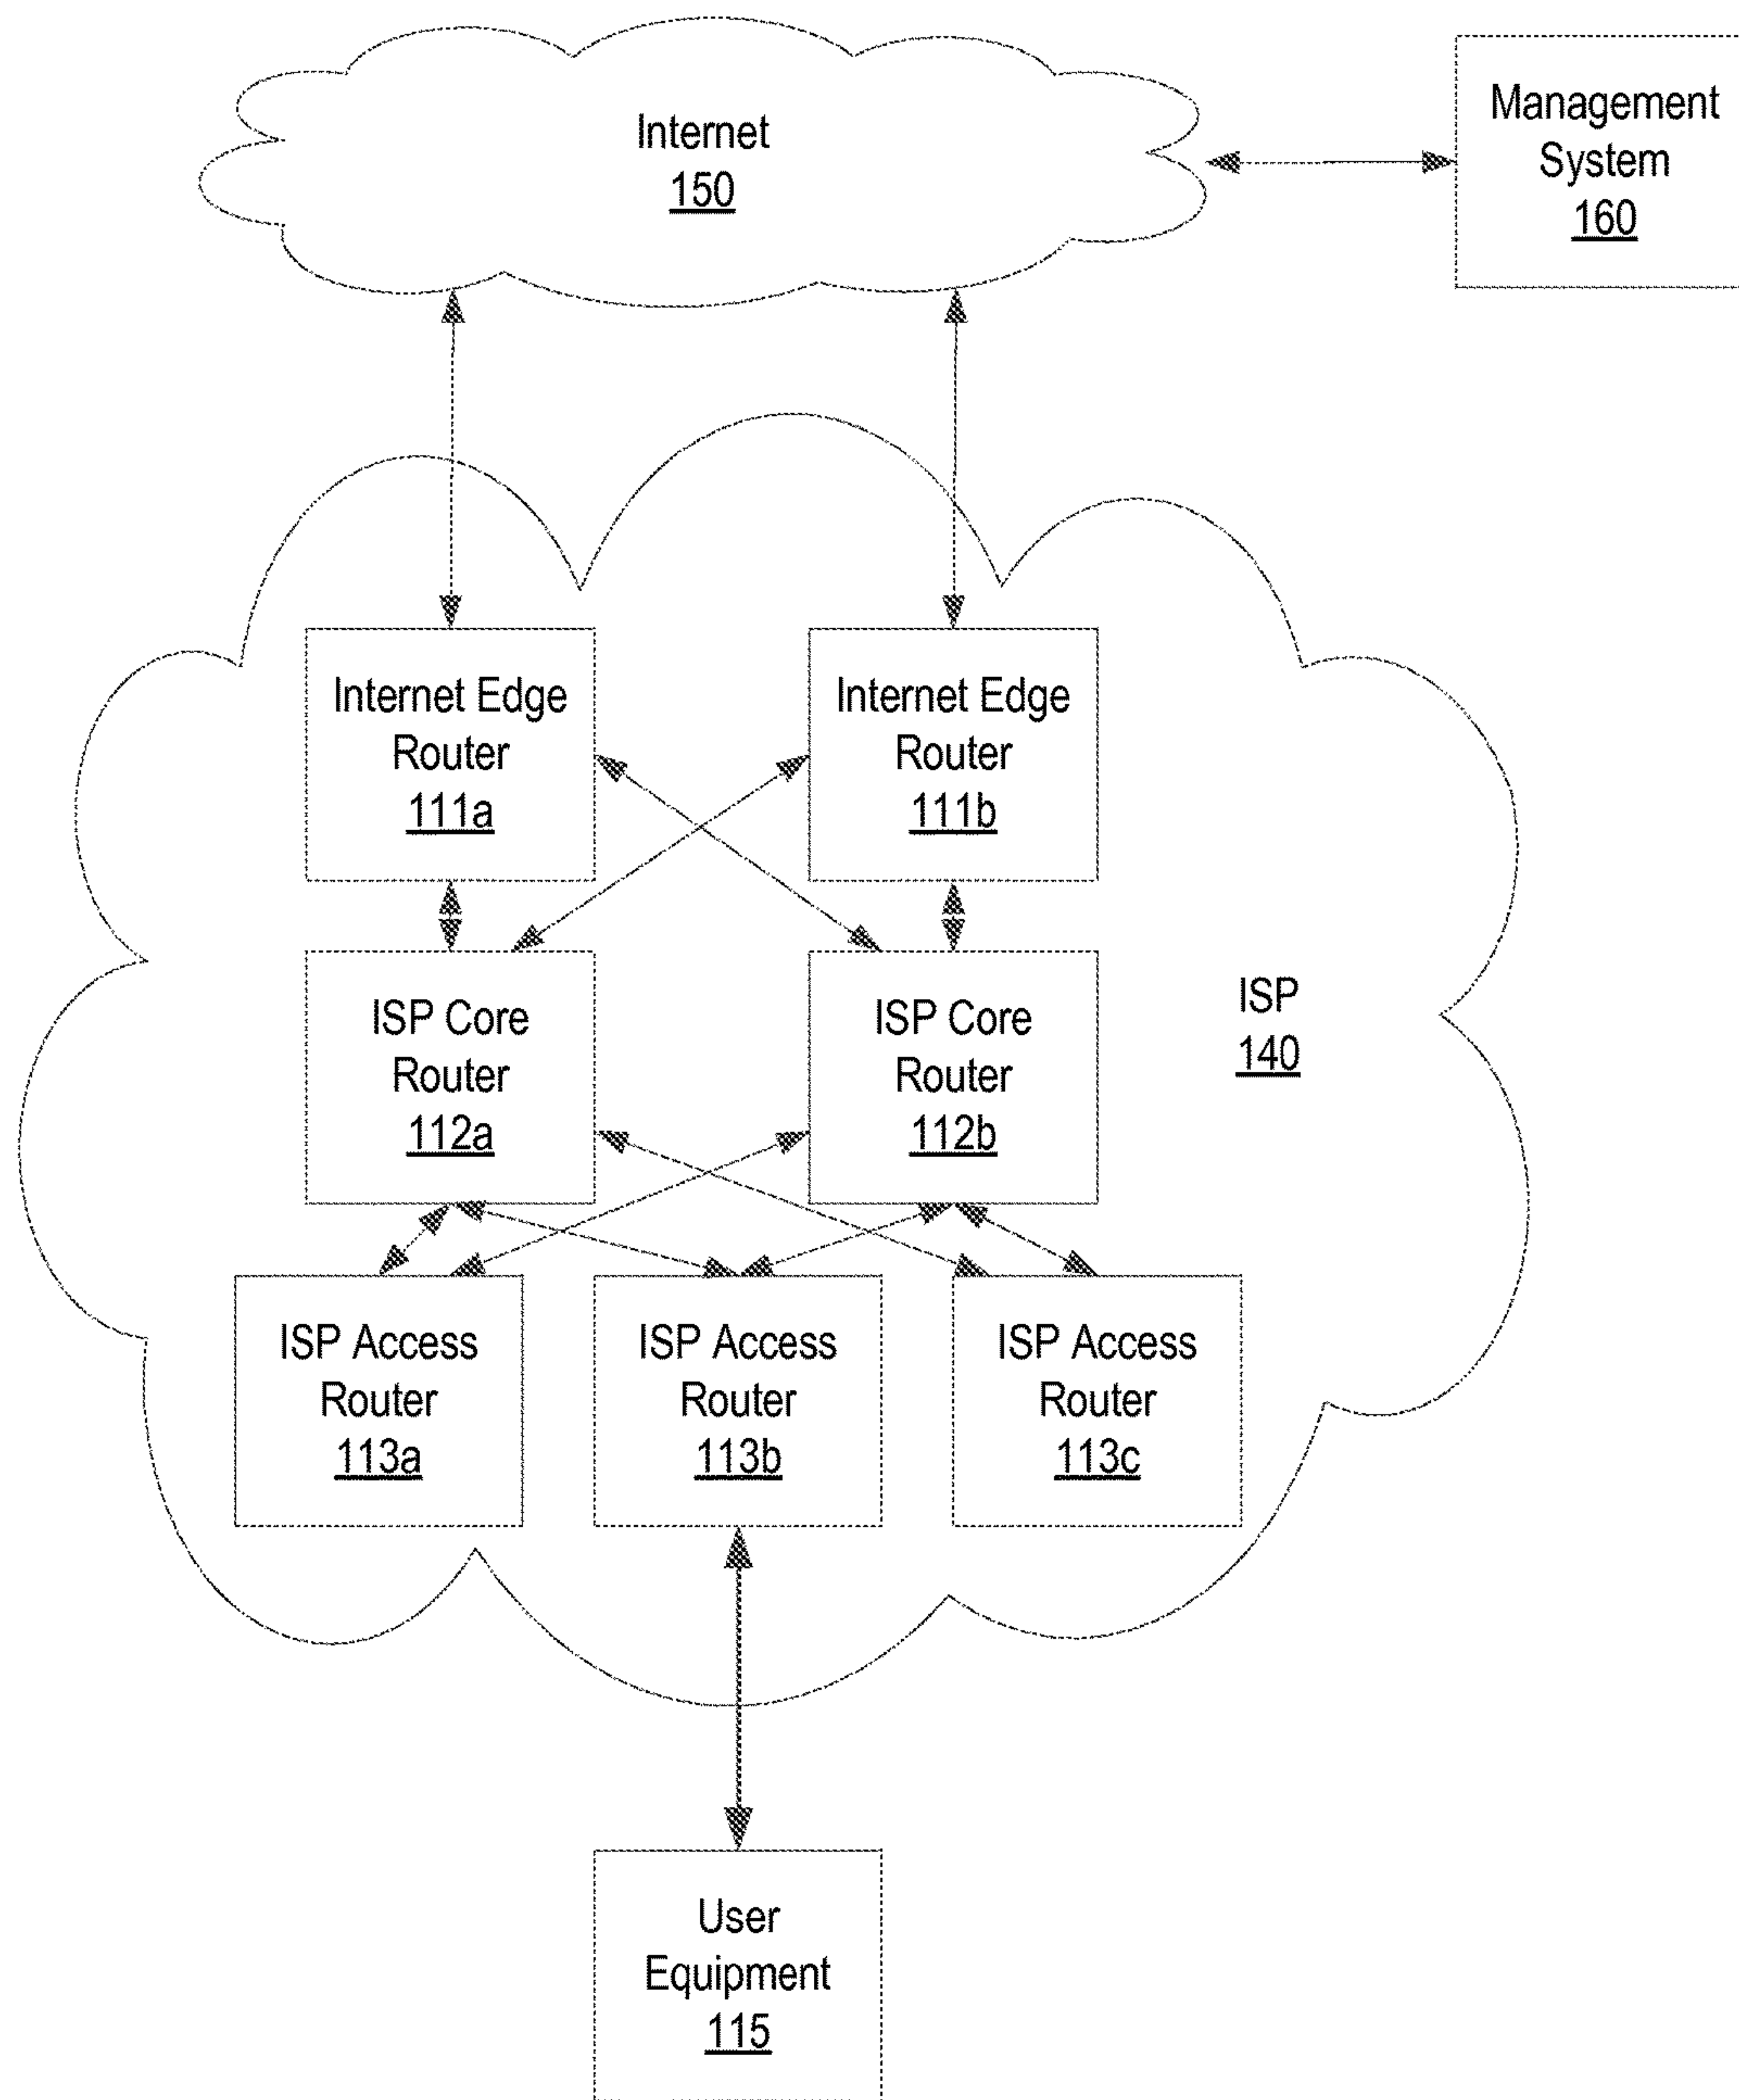 Internet
150
Management
System
160
Internet Edge
Router
111a
Internet Edge
Router
111b
ISP Core
Router
112a
ISP Core
Router
112b
ISP
140
ISP Access
Router
113a
ISP Access
Router
113b
ISP Access
Router
113c
User
Equipment
115